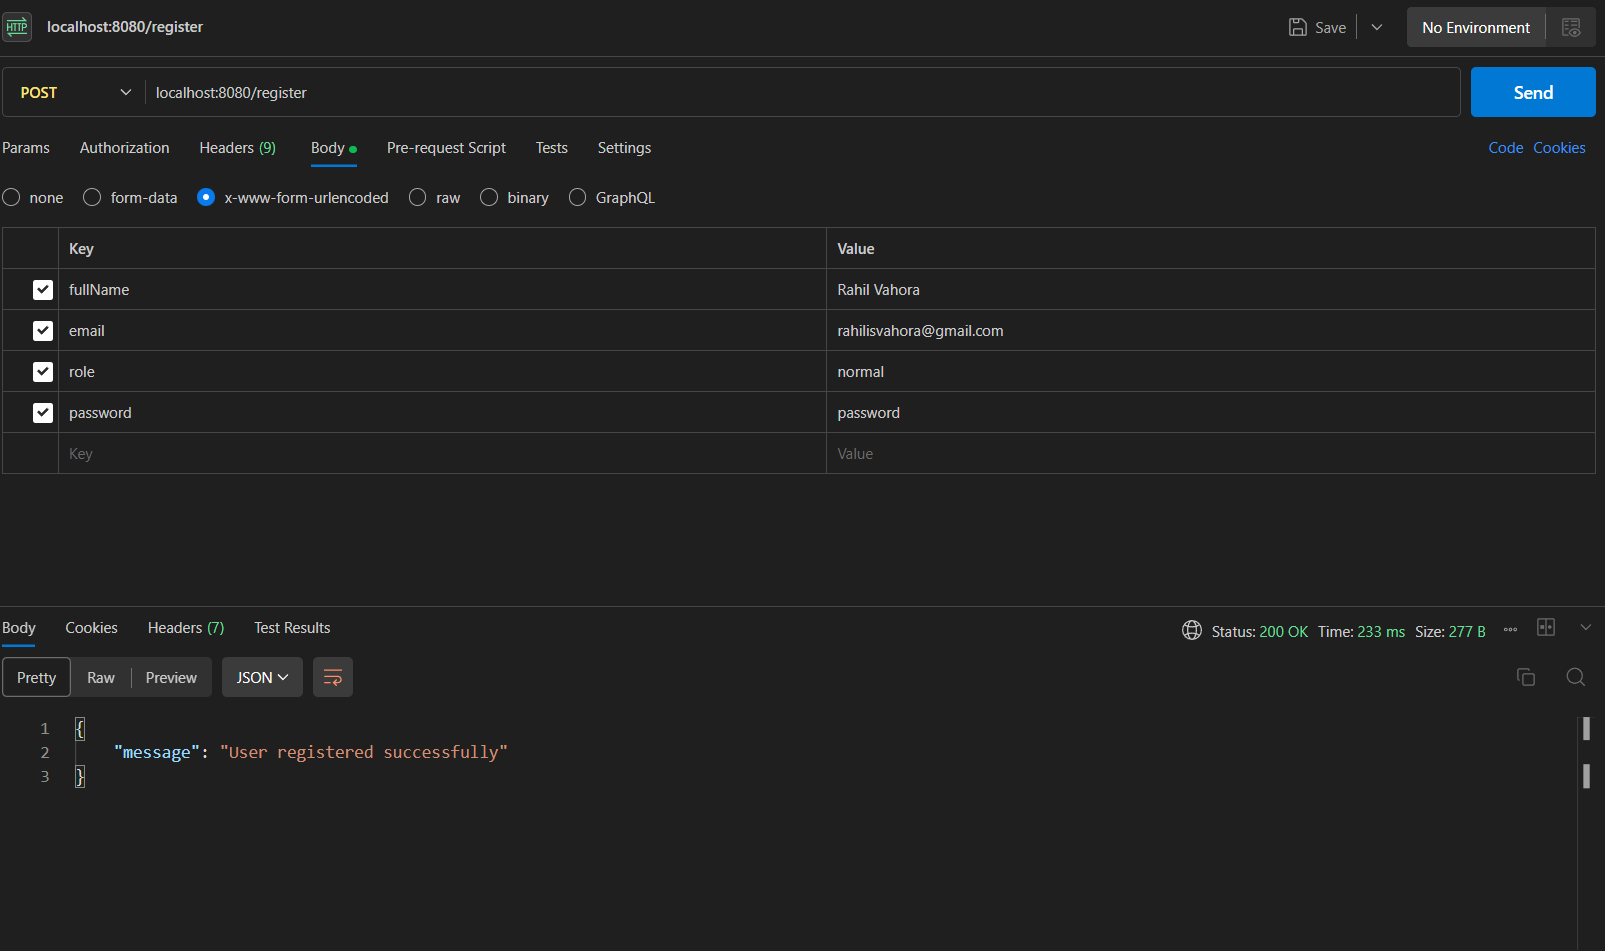 HTTP localhost:8080/register Save No Environment
POST localhost:8080/register Send
Params Authorization Headers (9) Body Pre-request Script Tests Settings Code Cookies
none form-data x-www-form-urlencoded raw binary GraphQL
Key Value
fullName Rahil Vahora
email rahilisvahora@gmail.com
role normal
password password
Key Value
Body Cookies Headers (7) Test Results Status: 200 OK Time: 233 ms Size: 277 B
Pretty Raw Preview JSON
1 {
2 "message": "User registered successfully"
3 }